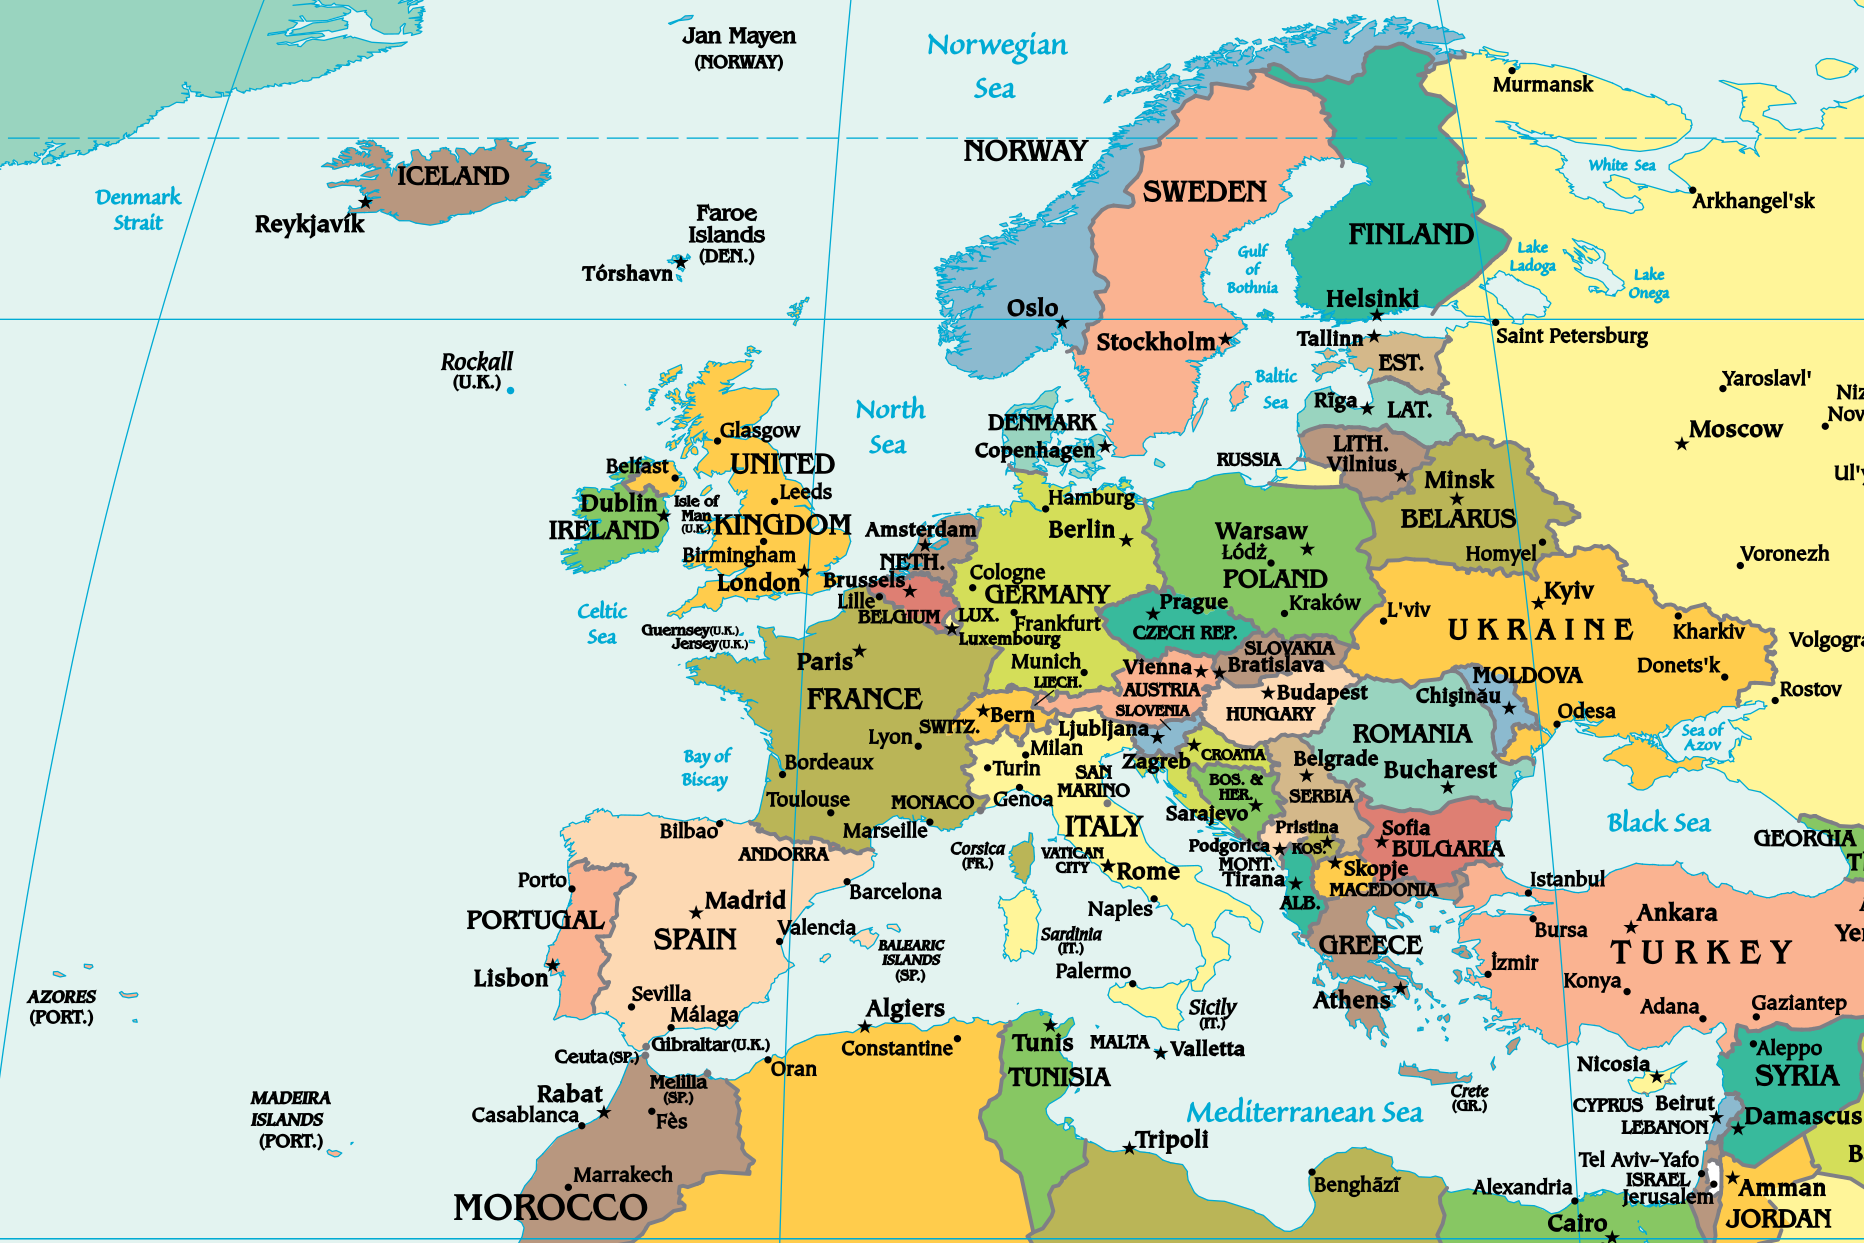 Jan Mayen
(NORWAY)
Norwegian
Sea
Murmansk
NORWAY
White Sea
ICELAND
SWEDEN
Arkhangel'sk
Denmark
Strait
Reykjavík
Faroe
Islands
(DEN.)
Tórshavn
FINLAND
Gulf
of
Bothnia
Lake
Ladoga
Lake
Onega
Oslo
Helsinki
Stockholm
Tallinn
Saint Petersburg
Rockall
(U.K.)
EST.
Baltic
Sea
Yaroslavl'
Niz
Nov
North
Sea
Rīga
LAT.
DENMARK
Copenhagen
Moscow
Glasgow
UNITED
KINGDOM
LITH.
Vilnius
RUSSIA
Belfast
Leeds
Minsk
Ul'y
Dublin
IRELAND
Isle of
Man
(U.K.)
Hamburg
BELARUS
Amsterdam
NETH.
Berlin
Warsaw
Łódź
POLAND
Homyel
Voronezh
Birmingham
London
Brussels
Lille
BELGIUM
Cologne
GERMANY
Frankfurt
LUX.
Luxembourg
Prague
CZECH REP.
Kraków
L'viv
Kyiv
UKRAINE
Kharkiv
Volgogra
Celtic
Sea
Guernsey(U.K.)
Jersey(U.K.)
Paris
FRANCE
Munich
LIECH.
Vienna
AUSTRIA
SLOVENIA
SLOVAKIA
Bratislava
Donets'k
MOLDOVA
Chişinău
Rostov
Budapest
HUNGARY
Odesa
SWITZ.
Bern
Lyon
Ljubljana
Zagreb
CROATIA
ROMANIA
Bucharest
Sea of
Azov
Bay of
Biscay
Bordeaux
Milan
Turin
Genoa
SAN
MARINO
Belgrade
SERBIA
BOS. &
HER.
Sarajevo
Toulouse
MONACO
Marseille
ITALY
Black Sea
Bilbao
ANDORRA
Corsica
(FR.)
VATICAN
CITY
Rome
Pristina
KOS.
Podgorica
MONT.
Sofia
BULGARIA
GEORGIA
T
Porto
Barcelona
Tirana
ALB.
Skopje
MACEDONIA
Istanbul
Madrid
SPAIN
PORTUGAL
Valencia
Naples
Bursa
Ankara
TURKEY
Yer
BALEARIC
ISLANDS
(SP.)
Sardinia
(IT.)
GREECE
İzmir
Konya
Lisbon
Palermo
Athens
AZORES
(PORT.)
Sevilla
Málaga
Algiers
Sicily
(IT.)
Adana
Gaziantep
Gibraltar(U.K.)
Ceuta(SP.)
Constantine
Tunis
TUNISIA
MALTA
Valletta
Aleppo
SYRIA
Nicosia
CYPRUS
Oran
Melilla
(SP.)
Rabat
Casablanca
Fès
MADEIRA
ISLANDS
(PORT.)
Crete
(GR.)
Mediterranean Sea
Beirut
LEBANON
Damascus
Tripoli
Tel Aviv-Yafo
ISRAEL
Jerusalem
B
Marrakech
MOROCCO
Benghāzī
Alexandria
Cairo
Amman
JORDAN